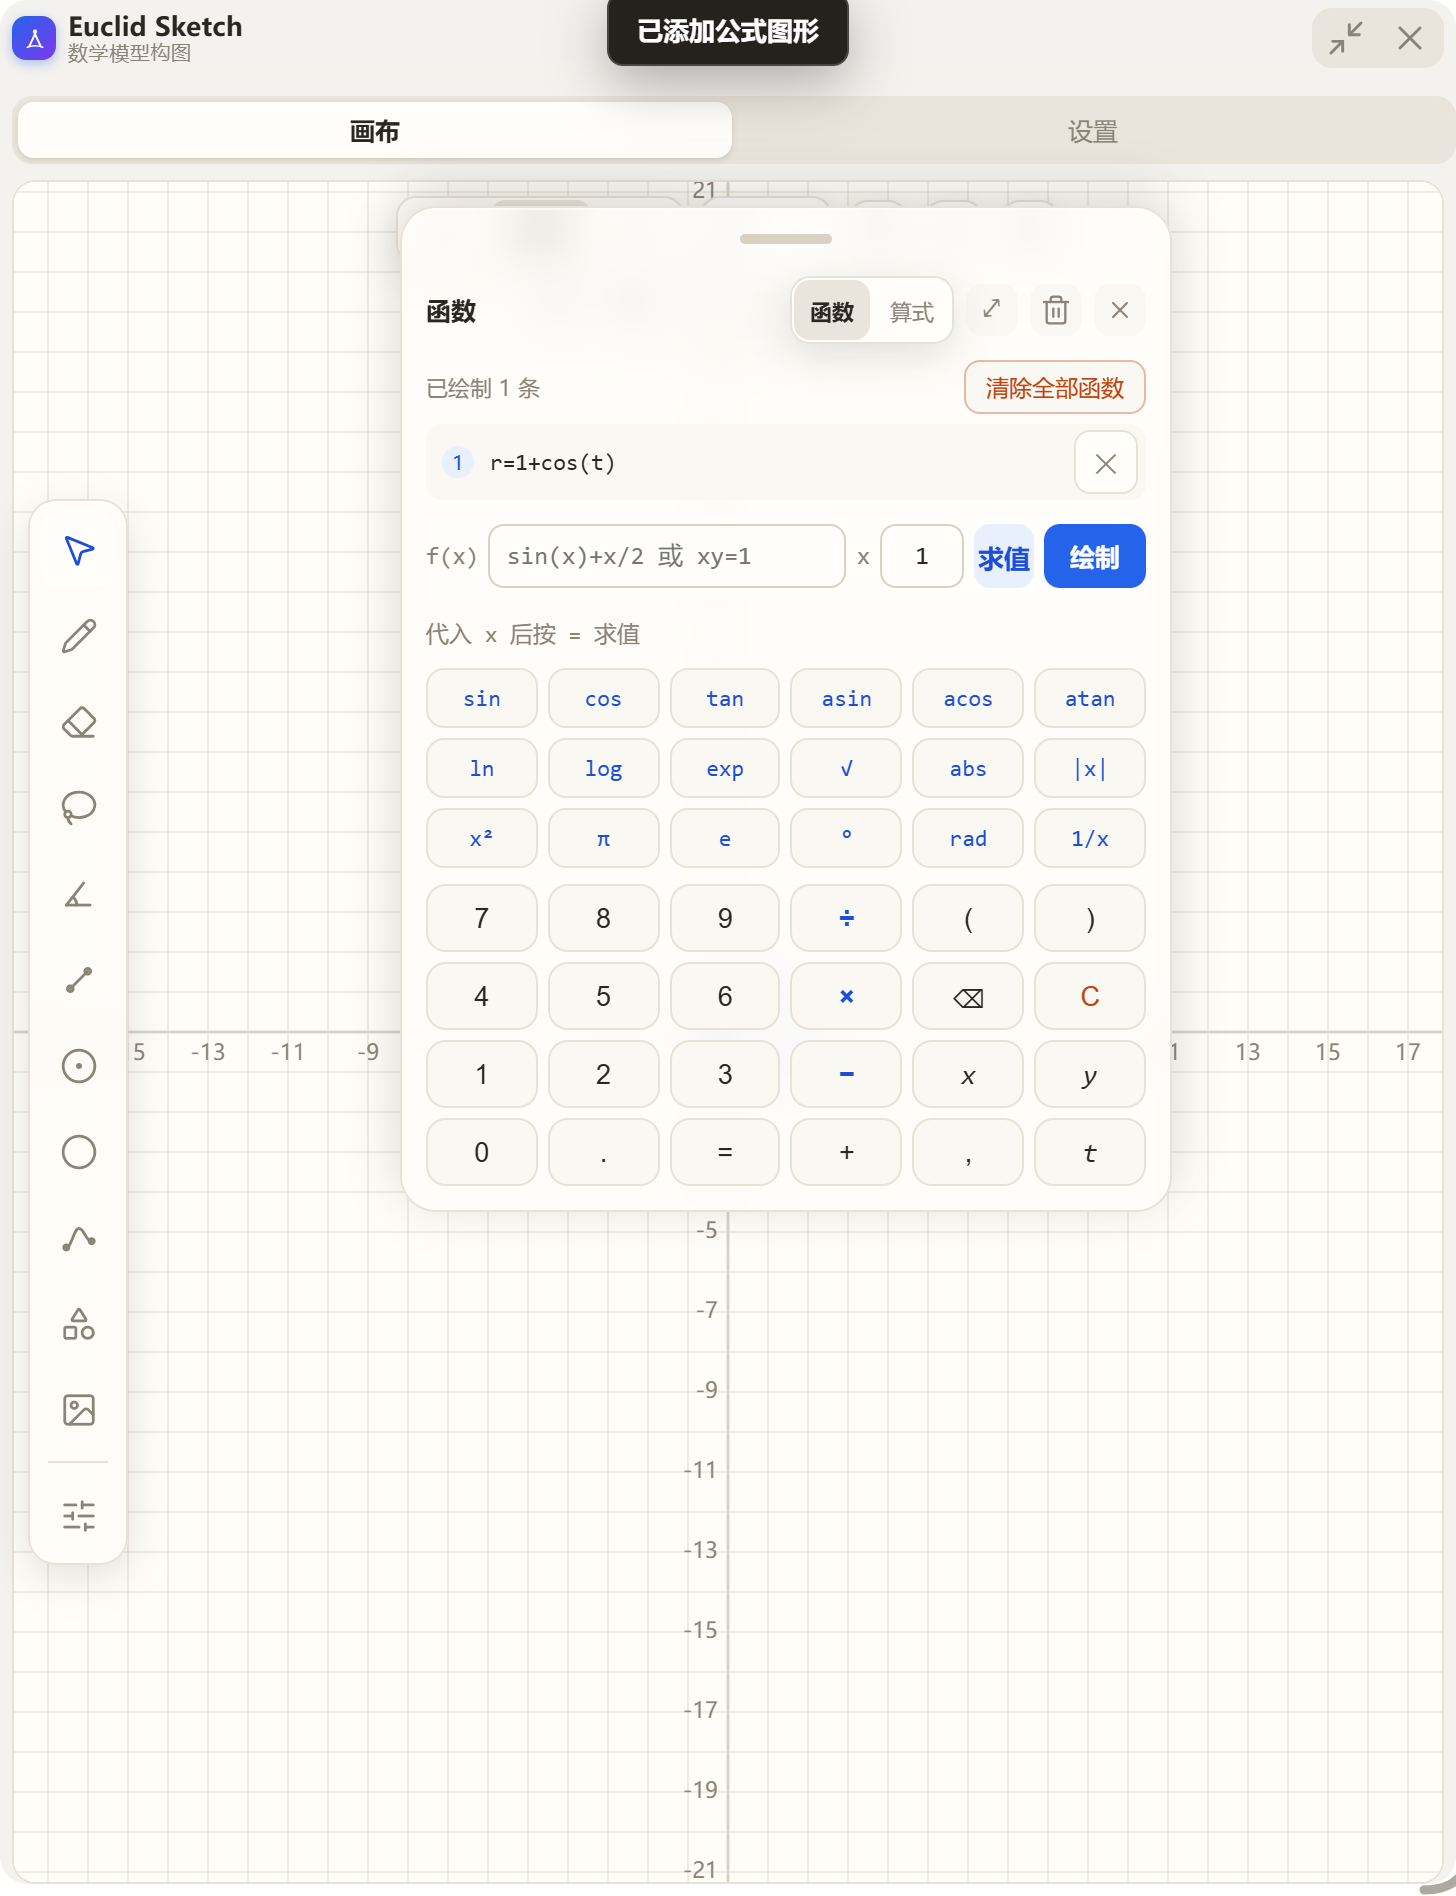 Euclid Sketch
数学模型构图
已添加公式图形
画布
设置
21
函数
函数
算式
已绘制 1 条
清除全部函数
1
r=1+cos(t)
f(x)
sin(x)+x/2 或 xy=1
x
1
求值
绘制
代入 x 后按 = 求值
sin
cos
tan
asin
acos
atan
ln
log
exp
√
abs
|x|
x²
π
e
°
rad
1/x
7
8
9
÷
(
)
4
5
6
×
⌫
C
5
-13
-11
-9
1
13
15
17
1
2
3
−
x
y
0
.
=
+
,
t
-5
-7
-9
-11
-13
-15
-17
-19
-21